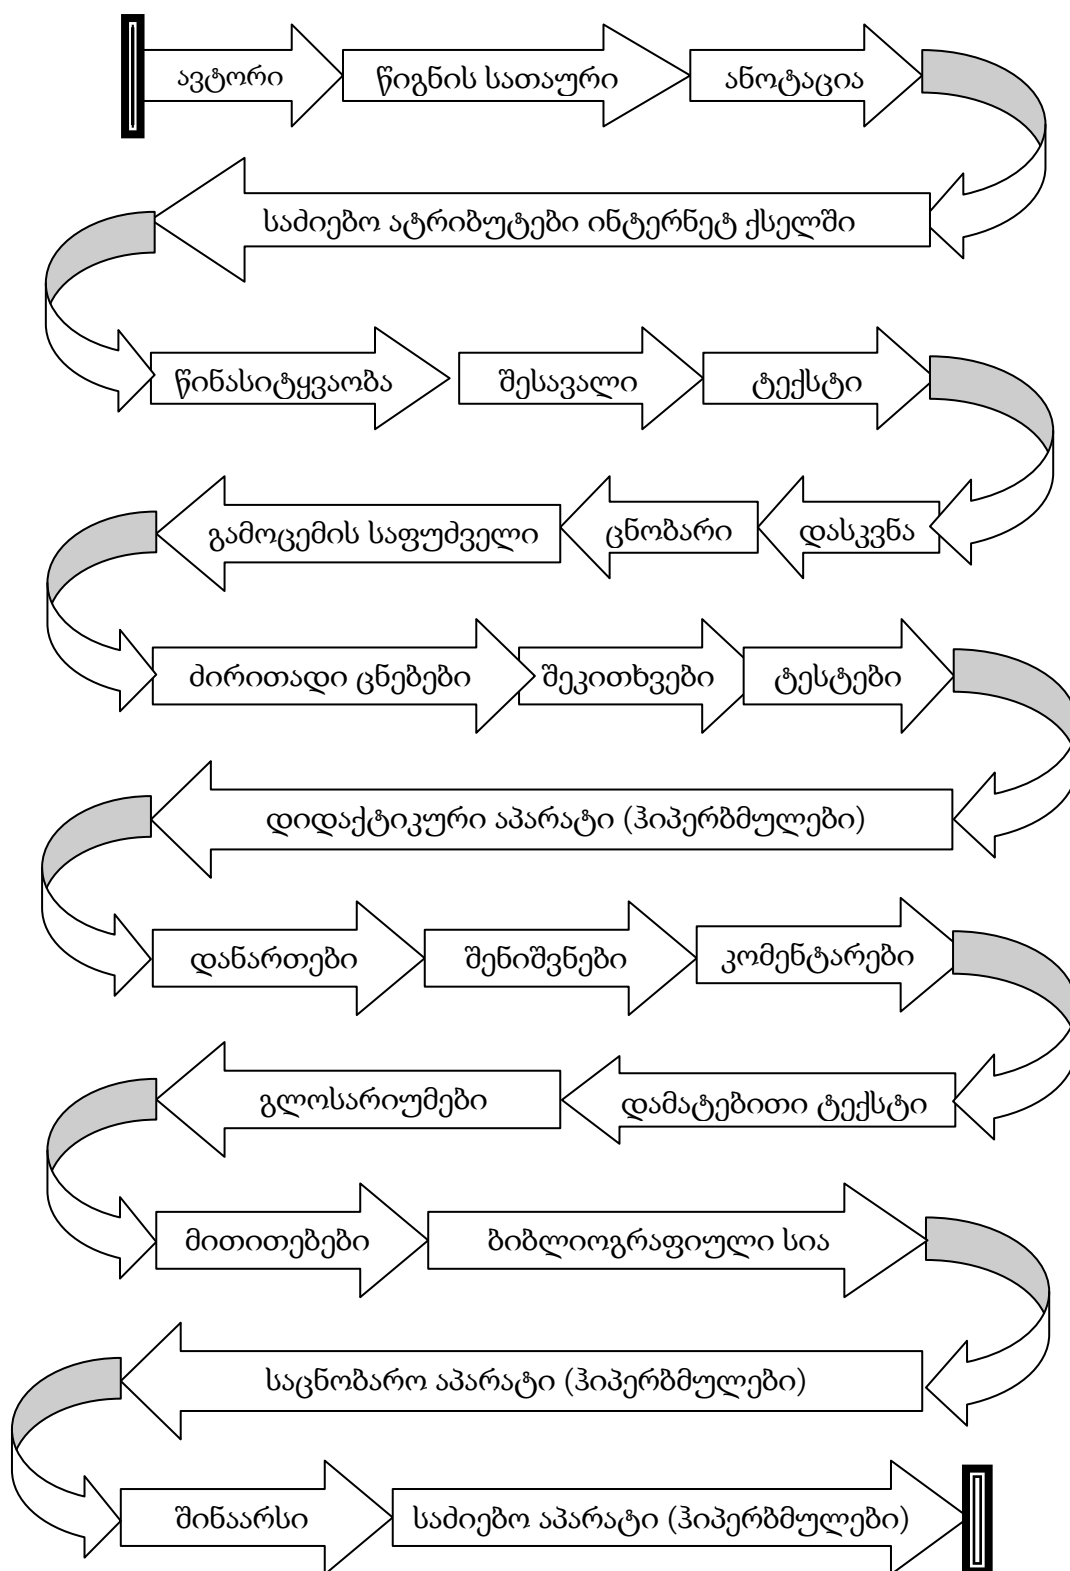 ავტორი წიგნის სათაური ანოტაცია
საძიებო ატრიბუტები ინტერნეტ ქსელში
წინასიტყვაობა შესავალი ტექსტი
გამოცემის საფუძველი ცნობარი დასკვნა
ძირითადი ცნებები შეკითხვები ტესტები
დიდაქტიკური აპარატი (ჰიპერბმულები)
დანართები შენიშვნები კომენტარები
გლოსარიუმები დამატებითი ტექსტი
მითითებები ბიბლიოგრაფიული სია
საცნობარო აპარატი (ჰიპერბმულები)
შინაარსი საძიებო აპარატი (ჰიპერბმულები)